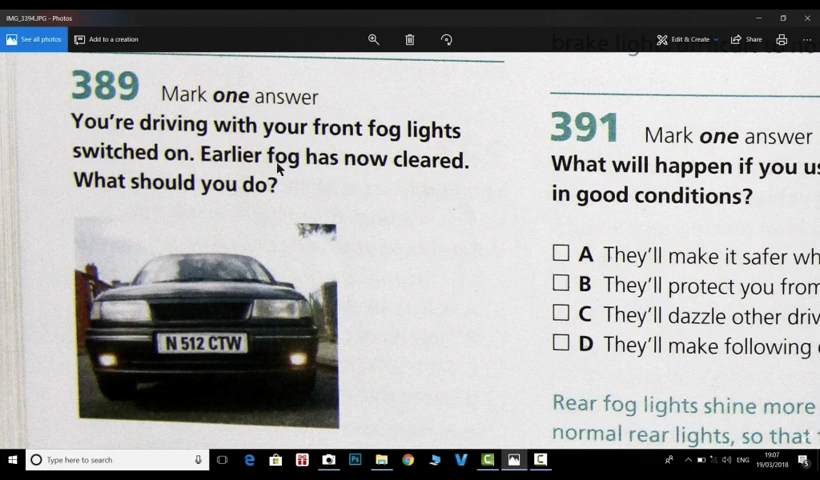 IMG_3394.JPG - Photos
See all photos
Add to a creation
Edit & Create
Share
389 Mark one answer
You're driving with your front fog lights
switched on. Earlier fog has now cleared.
What should you do?
N 512 CTW
391 Mark one answer
What will happen if you us
in good conditions?
A They'll make it safer wh
B They'll protect you from
C They'll dazzle other driv
D They'll make following
Rear fog lights shine more
normal rear lights, so that
Type here to search
ENG
19:07
19/03/2018